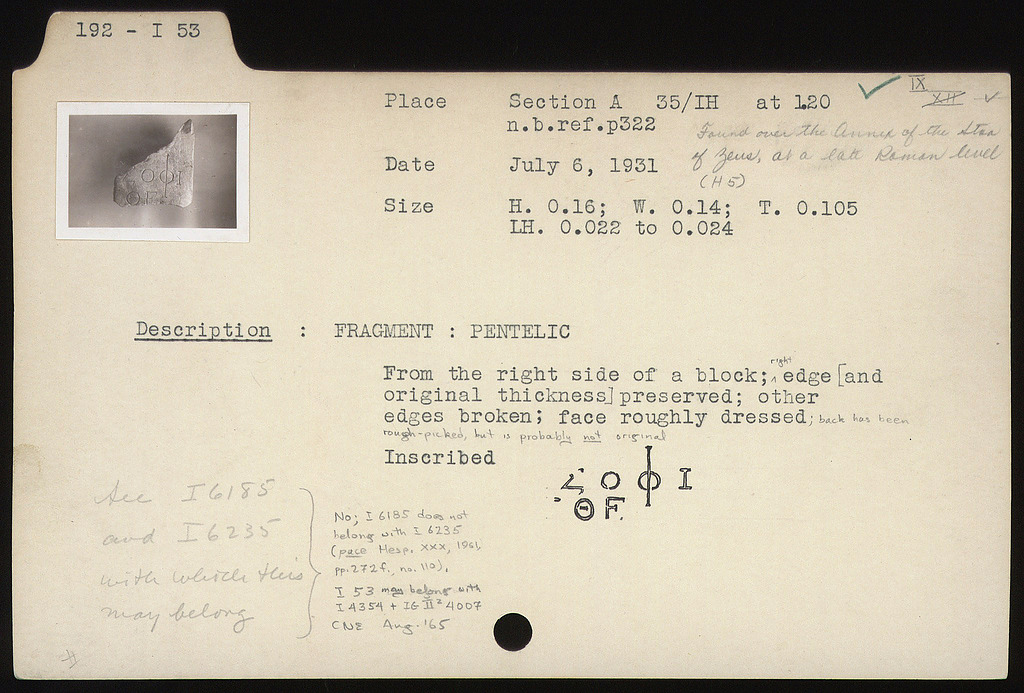 192 - I 53
Place Section A 35/IH at 1.20
n.b.ref.p322
IX
XII
Found over the Annex of the Stoa
of Zeus, at a late Roman level
(H5)
Date July 6, 1931
Size H. 0.16; W. 0.14; T. 0.105
LH. 0.022 to 0.024
Description : FRAGMENT : PENTELIC
From the right side of a block; right edge [and
original thickness] preserved; other
edges broken; face roughly dressed; back has been
rough-picked, but is probably not original
Inscribed
ΟΦΙ
ΘΕ
See I 6185
and I 6235
with which this
may belong
No; I 6185 does not
belong with I 6235
(pace Hesp. XXX, 1961,
pp. 272 f., no. 110).
I 53 may belong with
I 4354 + IG II² 4007
CNE Aug. '65